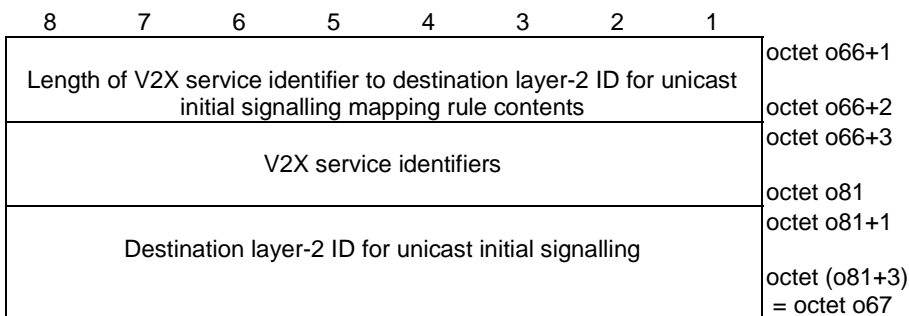 8 7 6 5 4 3 2 1
octet o66+1
Length of V2X service identifier to destination layer-2 ID for unicast
initial signalling mapping rule contents
octet o66+2
octet o66+3
V2X service identifiers
octet o81
octet o81+1
Destination layer-2 ID for unicast initial signalling
octet (o81+3)
= octet o67